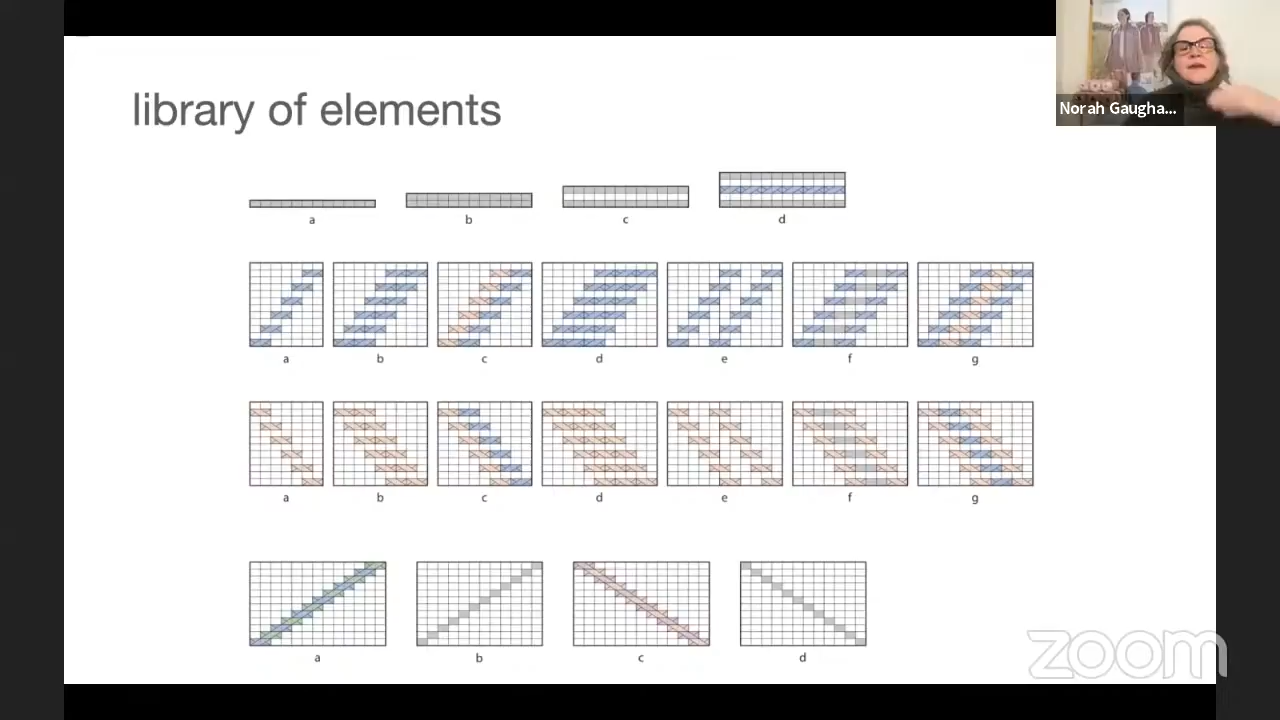 library of elements
Norah Gaugha...
a b c d
a b c d e f g
a b c d e f g
a b c d
zoom